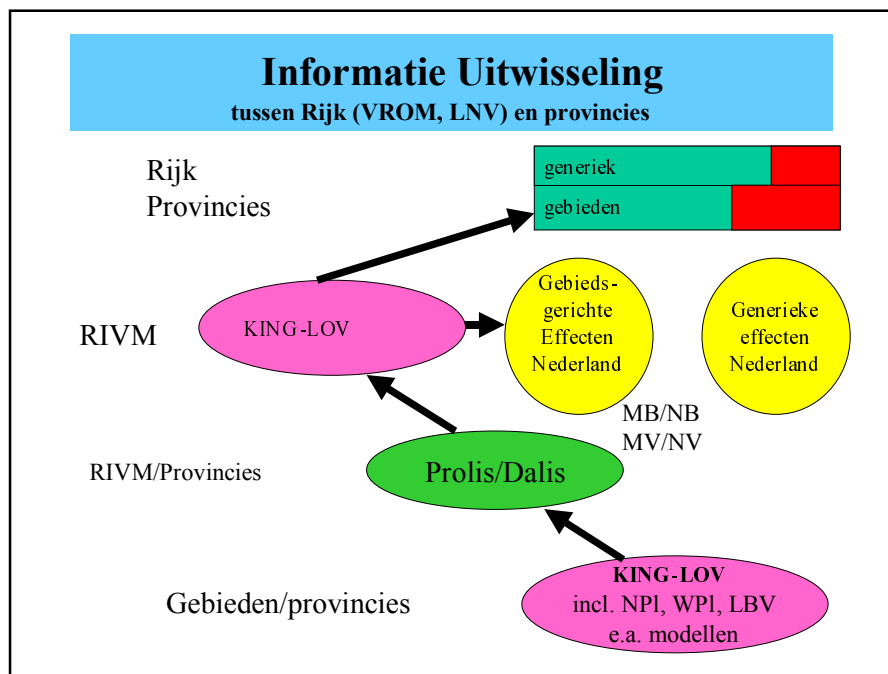 Informatie Uitwisseling
tussen Rijk (VROM, LNV) en provincies
Rijk
Provincies
generiek
gebieden
RIVM
KING-LOV
Gebieds-
gerichte
Effecten
Nederland
Generieke
effecten
Nederland
MB/NB
MV/NV
RIVM/Provincies
Prolis/Dalis
Gebieden/provincies
KING-LOV
incl. NPl, WPl, LBV
e.a. modellen